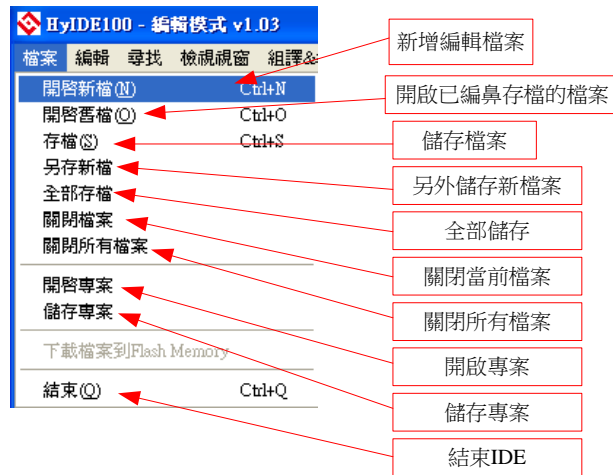 HyIDE100 - 編輯模式 v1.03
檔案 編輯 尋找 檢視視窗 組譯&
開啓新檔(N) Ctrl+N
開啓舊檔(O) Ctrl+O
存檔(S) Ctrl+S
另存新檔
全部存檔
關閉檔案
關閉所有檔案
開啓專案
儲存專案
下載檔案到Flash Memory
結束(Q) Ctrl+Q
新增編輯檔案
開啟已編鼻存檔的檔案
儲存檔案
另外儲存新檔案
全部儲存
關閉當前檔案
關閉所有檔案
開啟專案
儲存專案
結束IDE